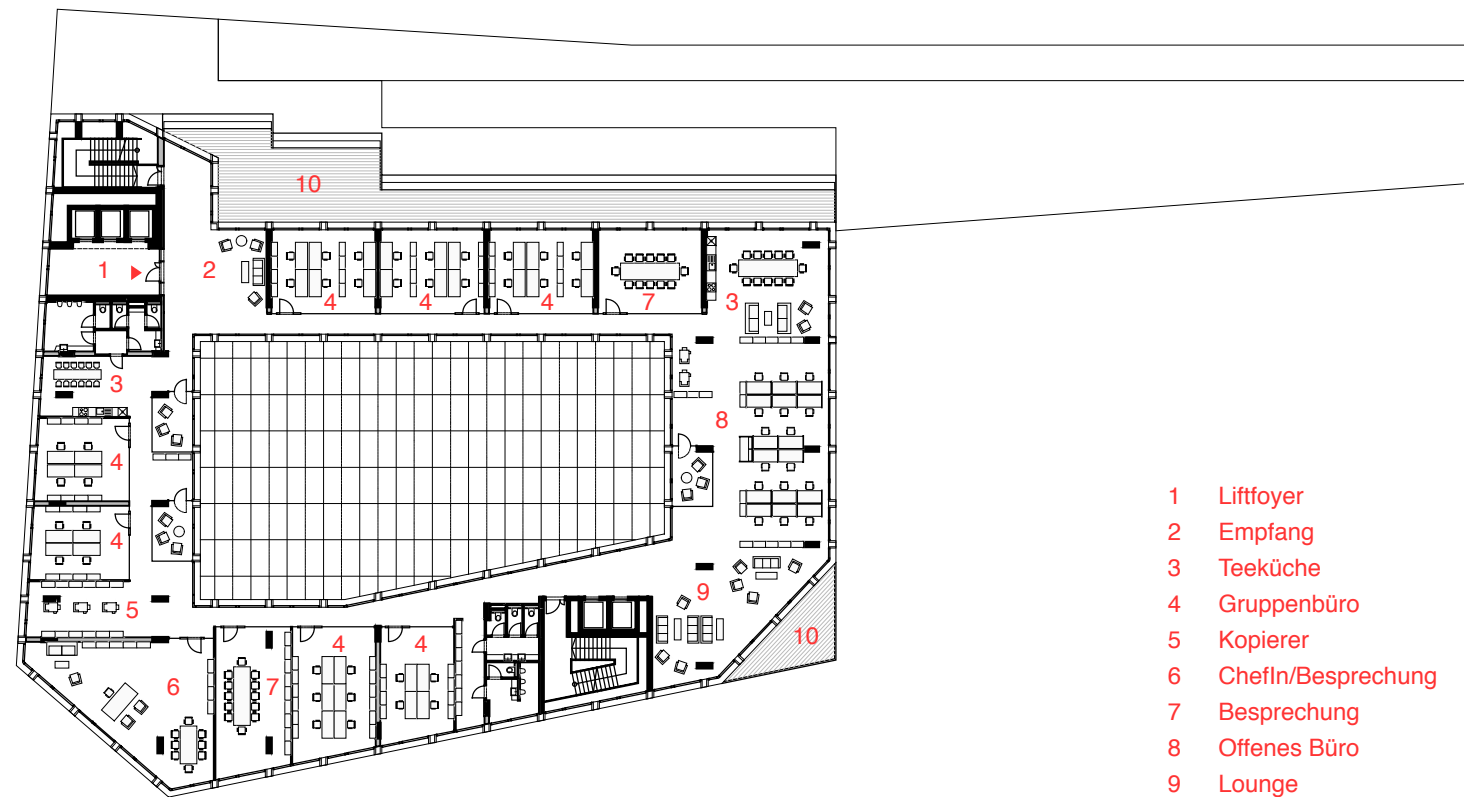 10
1
2
4
4
4
7
3
3
8
4
4
5
9
10
6
7
4
4
1 Liftfoyer
2 Empfang
3 Teeküche
4 Gruppenbüro
5 Kopierer
6 ChefIn/Besprechung
7 Besprechung
8 Offenes Büro
9 Lounge